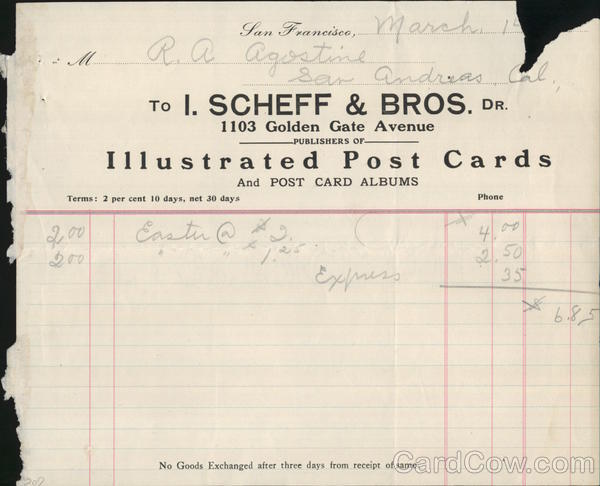 San Francisco, March. 1
M R. A Agostine
San Andreas Cal.,
To I. SCHEFF & BROS. DR.
1103 Golden Gate Avenue
PUBLISHERS OF
Illustrated Post Cards
And POST CARD ALBUMS
Terms: 2 per cent 10 days, net 30 days Phone
200 Easter @ $2. $ 4.00
200 " " $1.25 2.50
Express 35
$ 6.85
No Goods Exchanged after three days from receipt of same.
CardCow.com